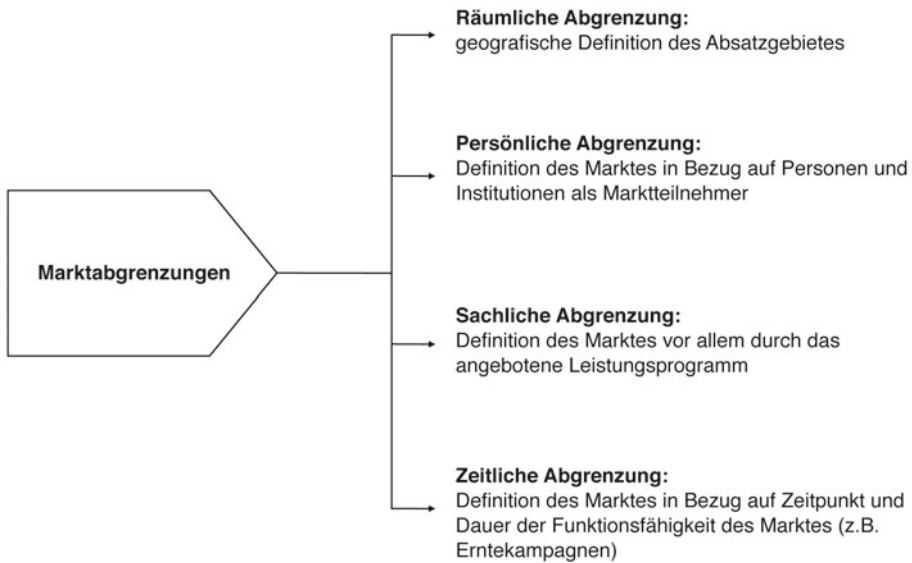 Marktabgrenzungen
Räumliche Abgrenzung:
geografische Definition des Absatzgebietes
Persönliche Abgrenzung:
Definition des Marktes in Bezug auf Personen und
Institutionen als Marktteilnehmer
Sachliche Abgrenzung:
Definition des Marktes vor allem durch das
angebotene Leistungsprogramm
Zeitliche Abgrenzung:
Definition des Marktes in Bezug auf Zeitpunkt und
Dauer der Funktionsfähigkeit des Marktes (z.B.
Erntekampagnen)